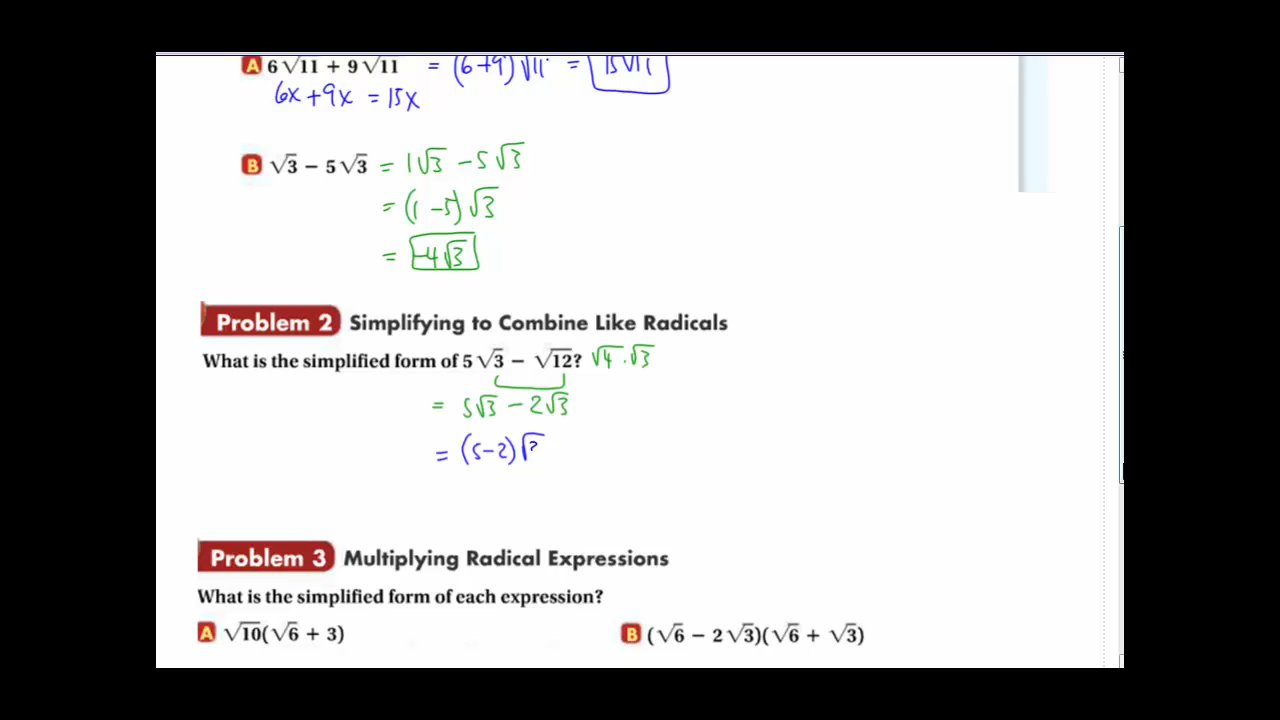 A 6√11 + 9√11 = (6+9)√11 = 15√11
6x + 9x = 15x
B √3 − 5√3 = 1√3 − 5√3
= (1 − 5)√3
= −4√3
Problem 2 Simplifying to Combine Like Radicals
What is the simplified form of 5√3 − √12? √4 · √3
= 5√3 − 2√3
= (5−2)√
Problem 3 Multiplying Radical Expressions
What is the simplified form of each expression?
A √10(√6 + 3) B (√6 − 2√3)(√6 + √3)